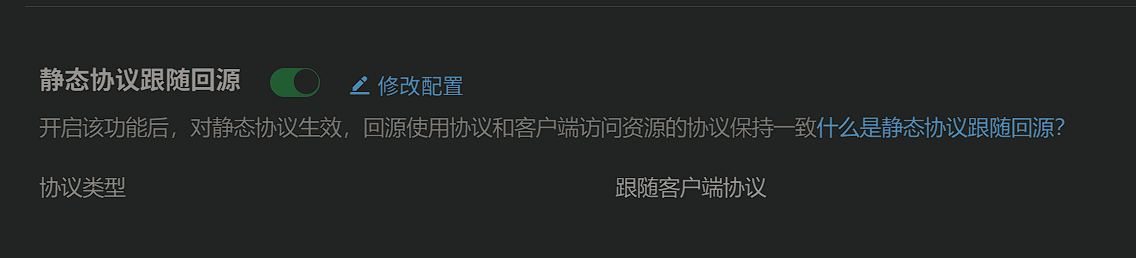 静态协议跟随回源 修改配置
开启该功能后，对静态协议生效，回源使用协议和客户端访问资源的协议保持一致什么是静态协议跟随回源？
协议类型 跟随客户端协议